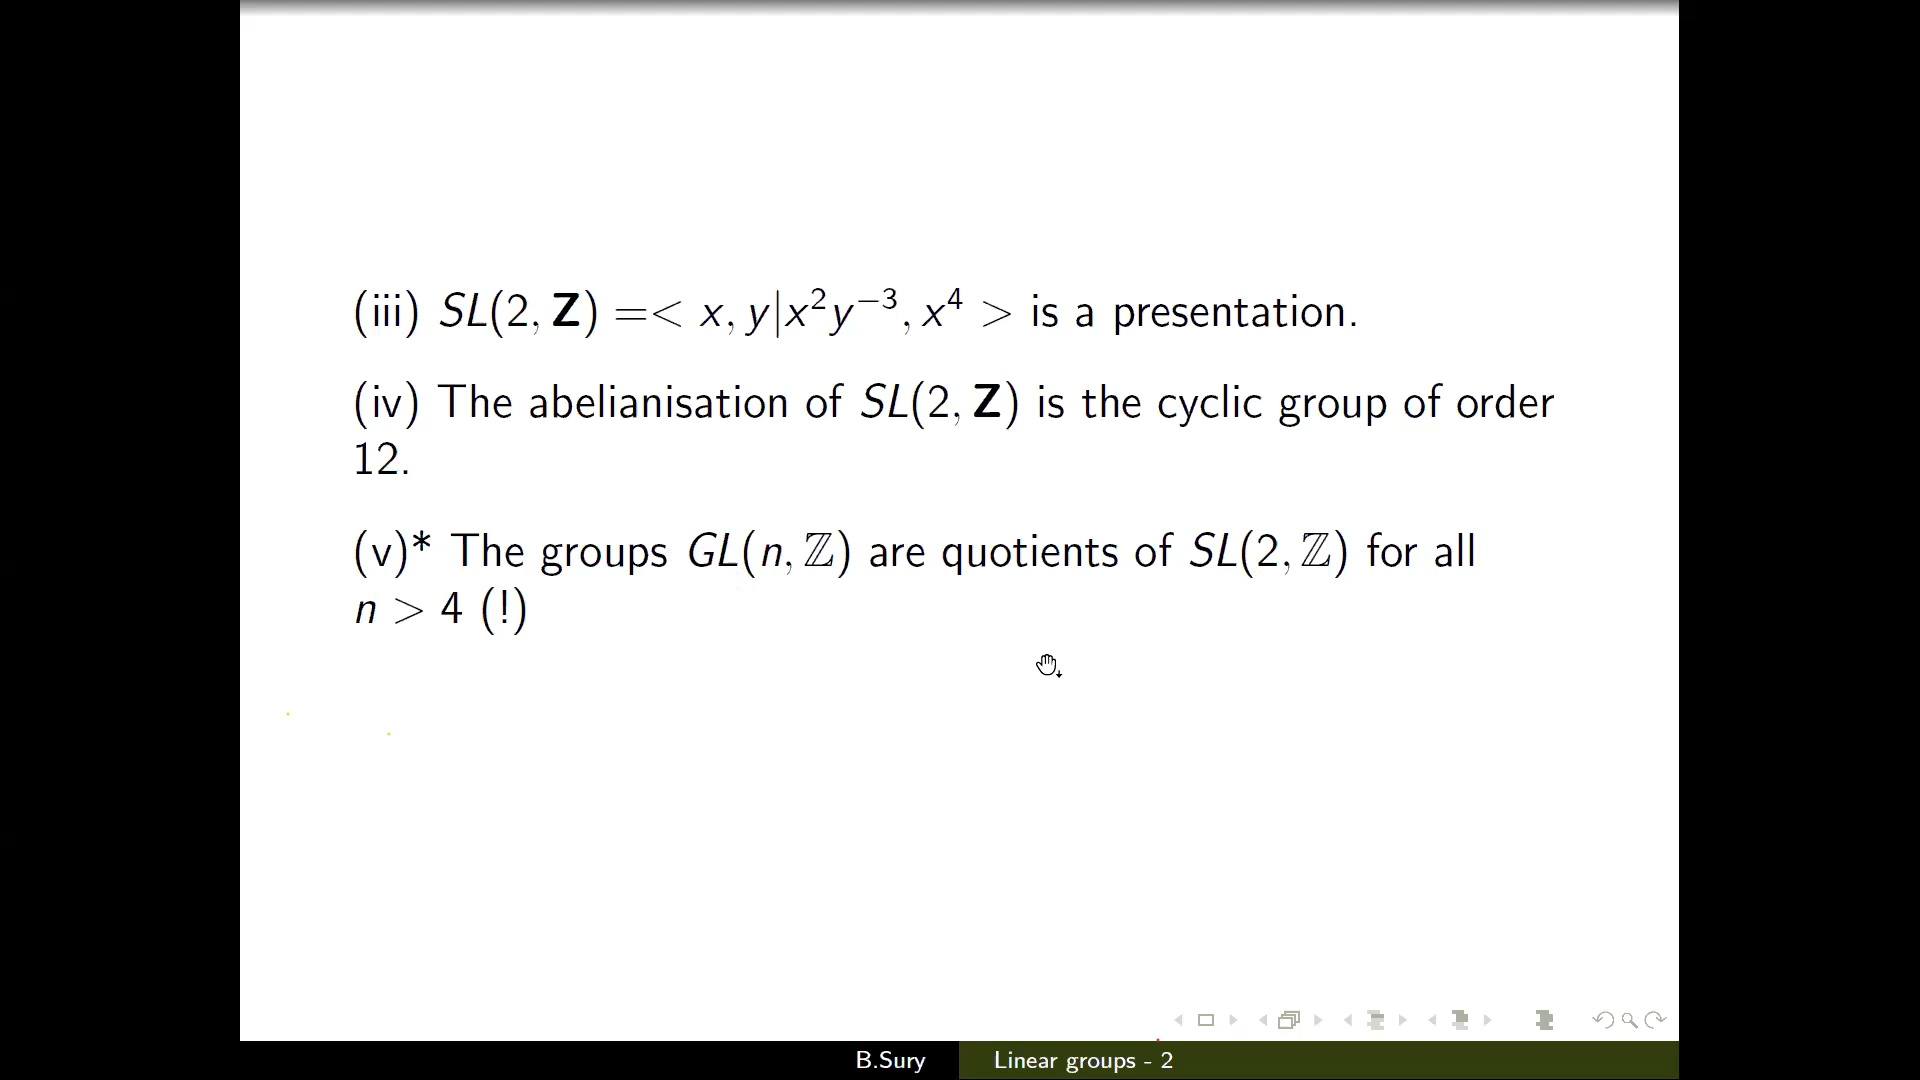 (iii) SL(2, Z) =< x, y|x²y⁻³, x⁴ > is a presentation.
(iv) The abelianisation of SL(2, Z) is the cyclic group of order
12.
(v)* The groups GL(n, ℤ) are quotients of SL(2, ℤ) for all
n > 4 (!)
B.Sury Linear groups - 2